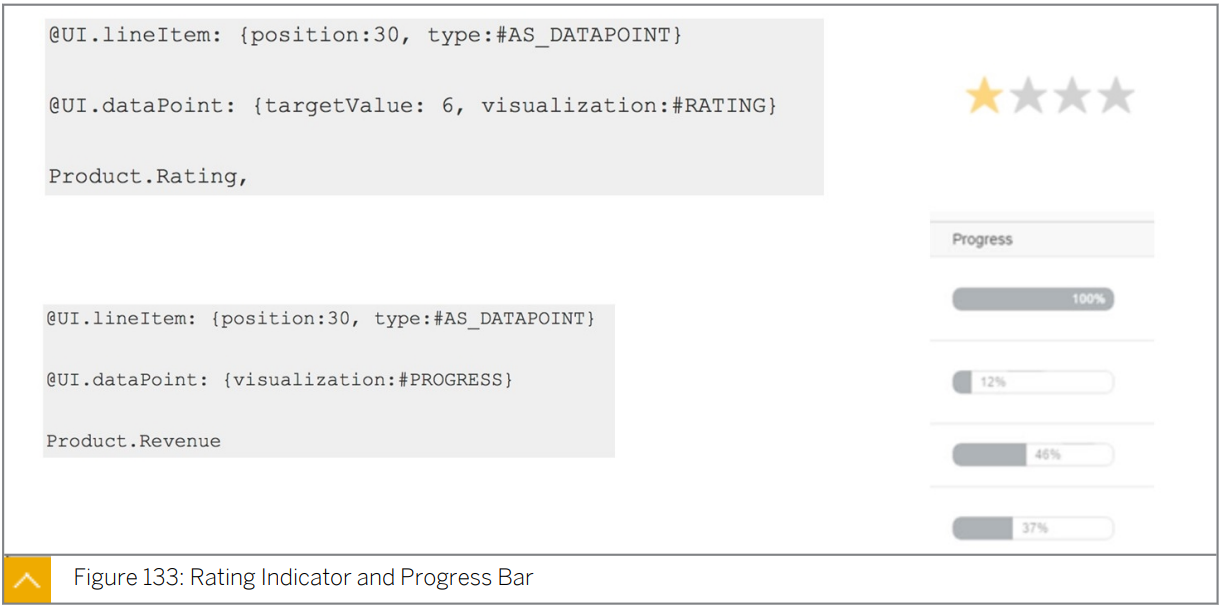 @UI.lineItem: {position:30, type:#AS_DATAPOINT}
@UI.dataPoint: {targetValue: 6, visualization:#RATING}
Product.Rating,
Progress
100%
12%
46%
37%
@UI.lineItem: {position:30, type:#AS_DATAPOINT}
@UI.dataPoint: {visualization:#PROGRESS}
Product.Revenue
Figure 133: Rating Indicator and Progress Bar